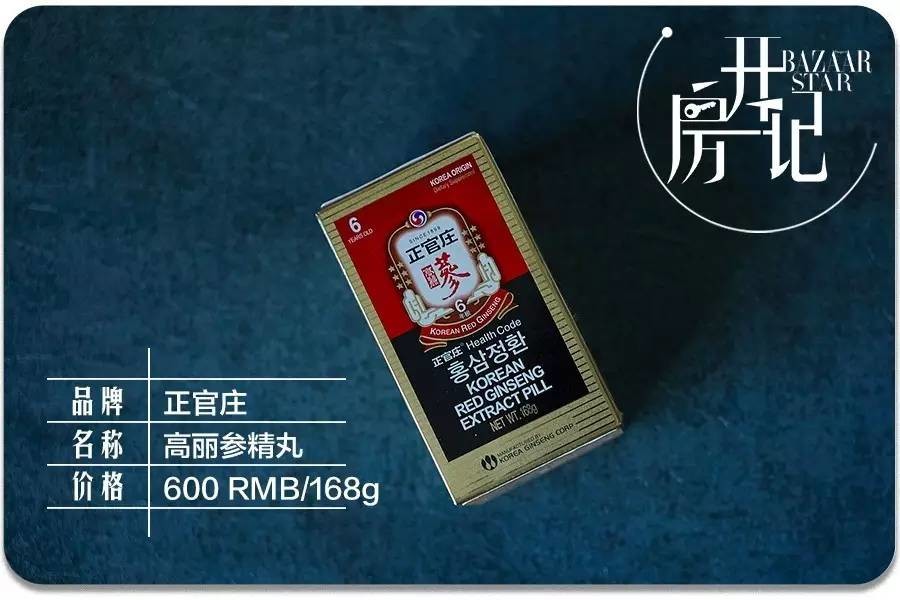 BAZAAR
STAR
开房记
KOREA ORIGIN
Dietary Supplement
6
YEARS OLD
SINCE 1899
正官庄
蔘
6
KOREAN RED GINSENG
正官庄 Health Code
홍삼정환
KOREAN
RED GINSENG
EXTRACT PILL
NET WT. 168g
MANUFACTURED BY
KOREA GINSENG CORP.
品牌 正官庄
名称 高丽参精丸
价格 600 RMB/168g